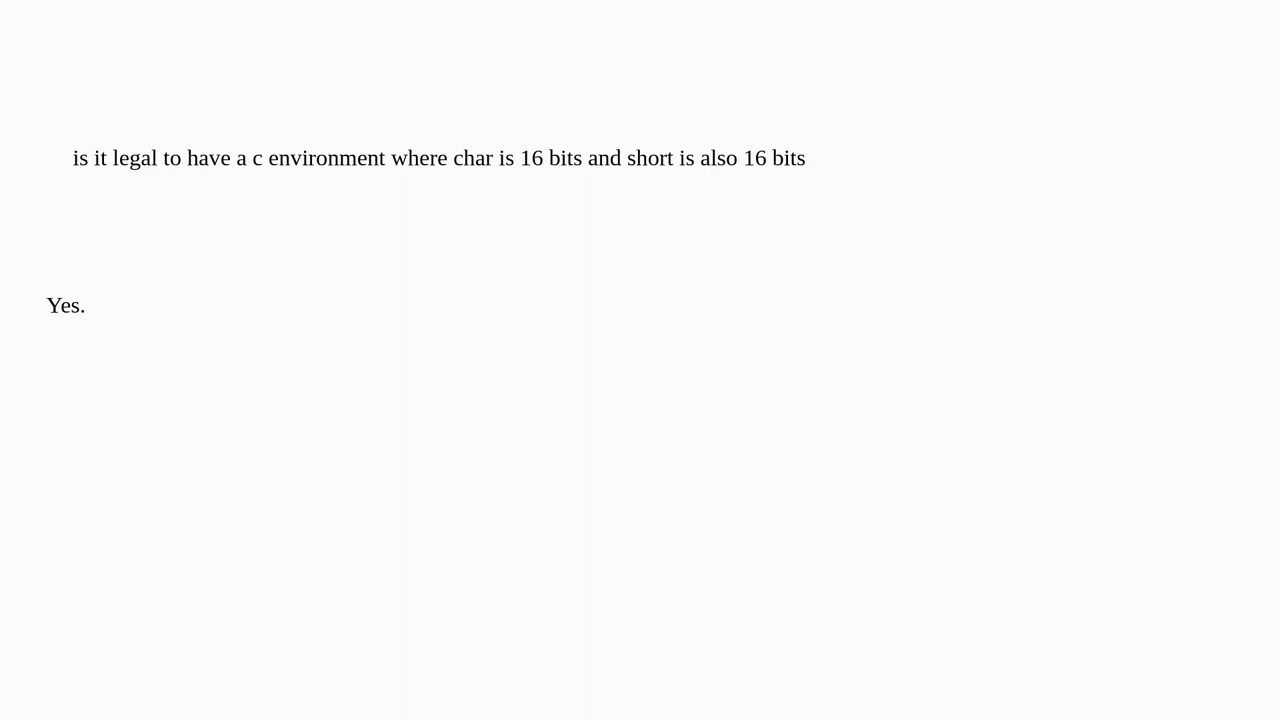 is it legal to have a c environment where char is 16 bits and short is also 16 bits
Yes.